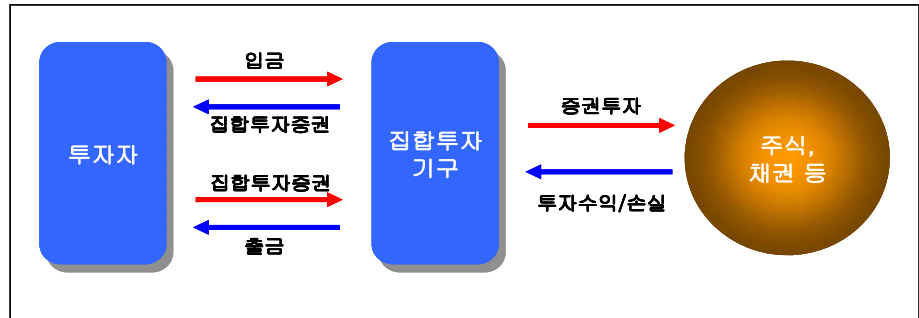 입금
집합투자증권
투자자
집합투자증권
출금
집합투자
기구
증권투자
투자수익/손실
주식,
채권 등